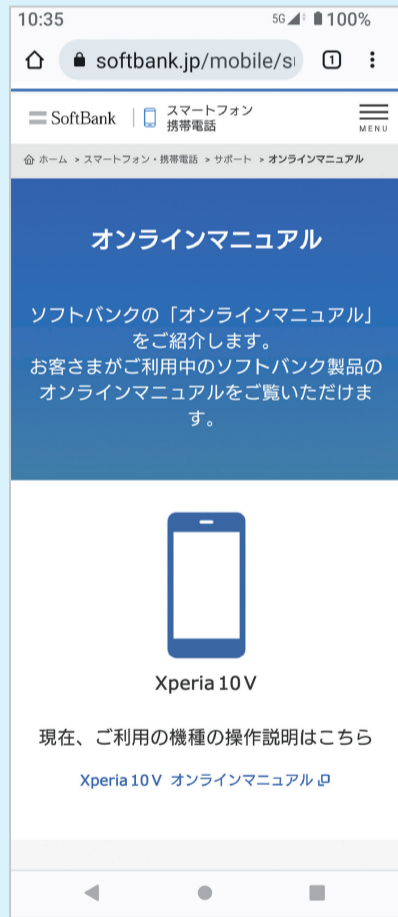 10:35 5G 100%
softbank.jp/mobile/s 1
SoftBank スマートフォン
携帯電話
MENU
ホーム > スマートフォン・携帯電話 > サポート > オンラインマニュアル
オンラインマニュアル
ソフトバンクの「オンラインマニュアル」
をご紹介します。
お客さまがご利用中のソフトバンク製品の
オンラインマニュアルをご覧いただけま
す。
Xperia 10 V
現在、ご利用の機種の操作説明はこちら
Xperia 10 V オンラインマニュアル